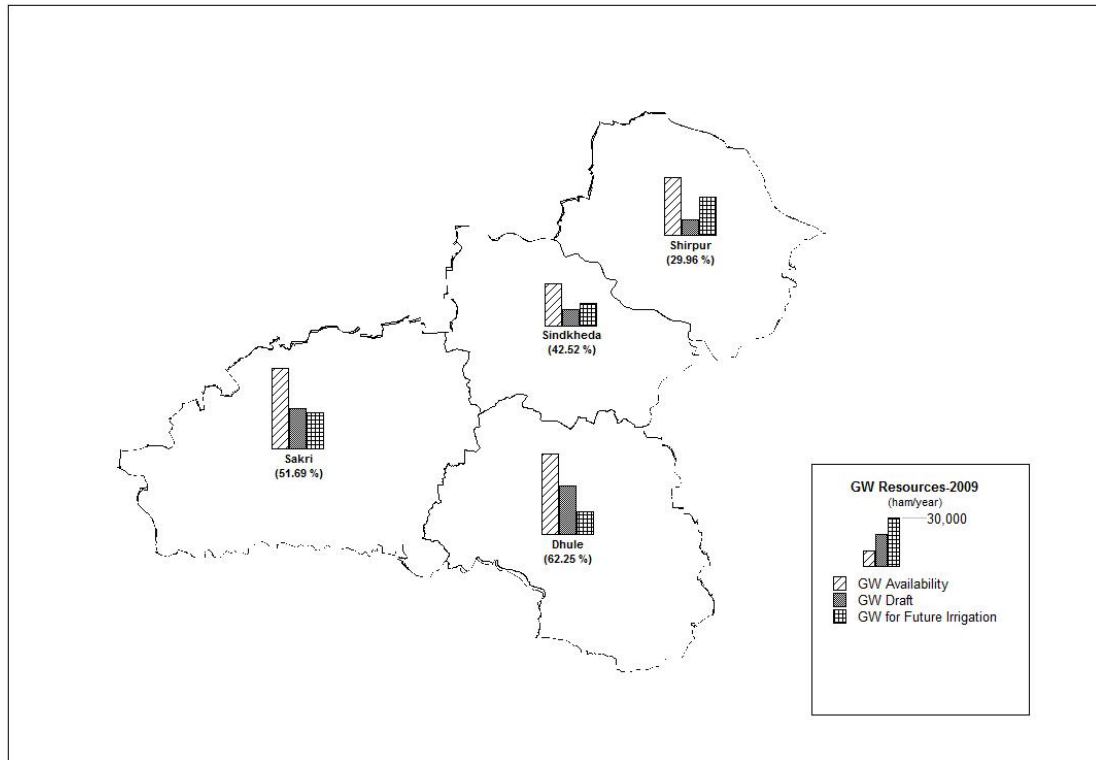 Shirpur
(29.96 %)
Sindkheda
(42.52 %)
Sakri
(51.69 %)
Dhule
(62.25 %)
GW Resources-2009
(ham/year)
30,000
GW Availability
GW Draft
GW for Future Irrigation